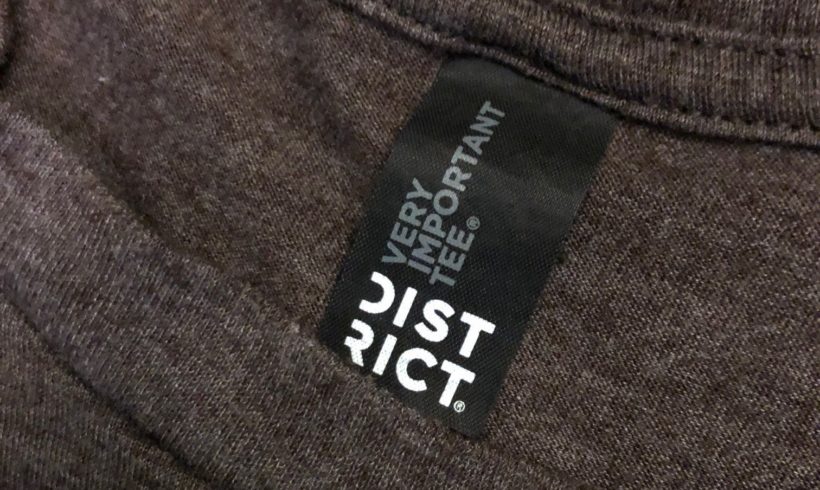 VERY
IMPORTANT
TEE®
DIST
RICT®